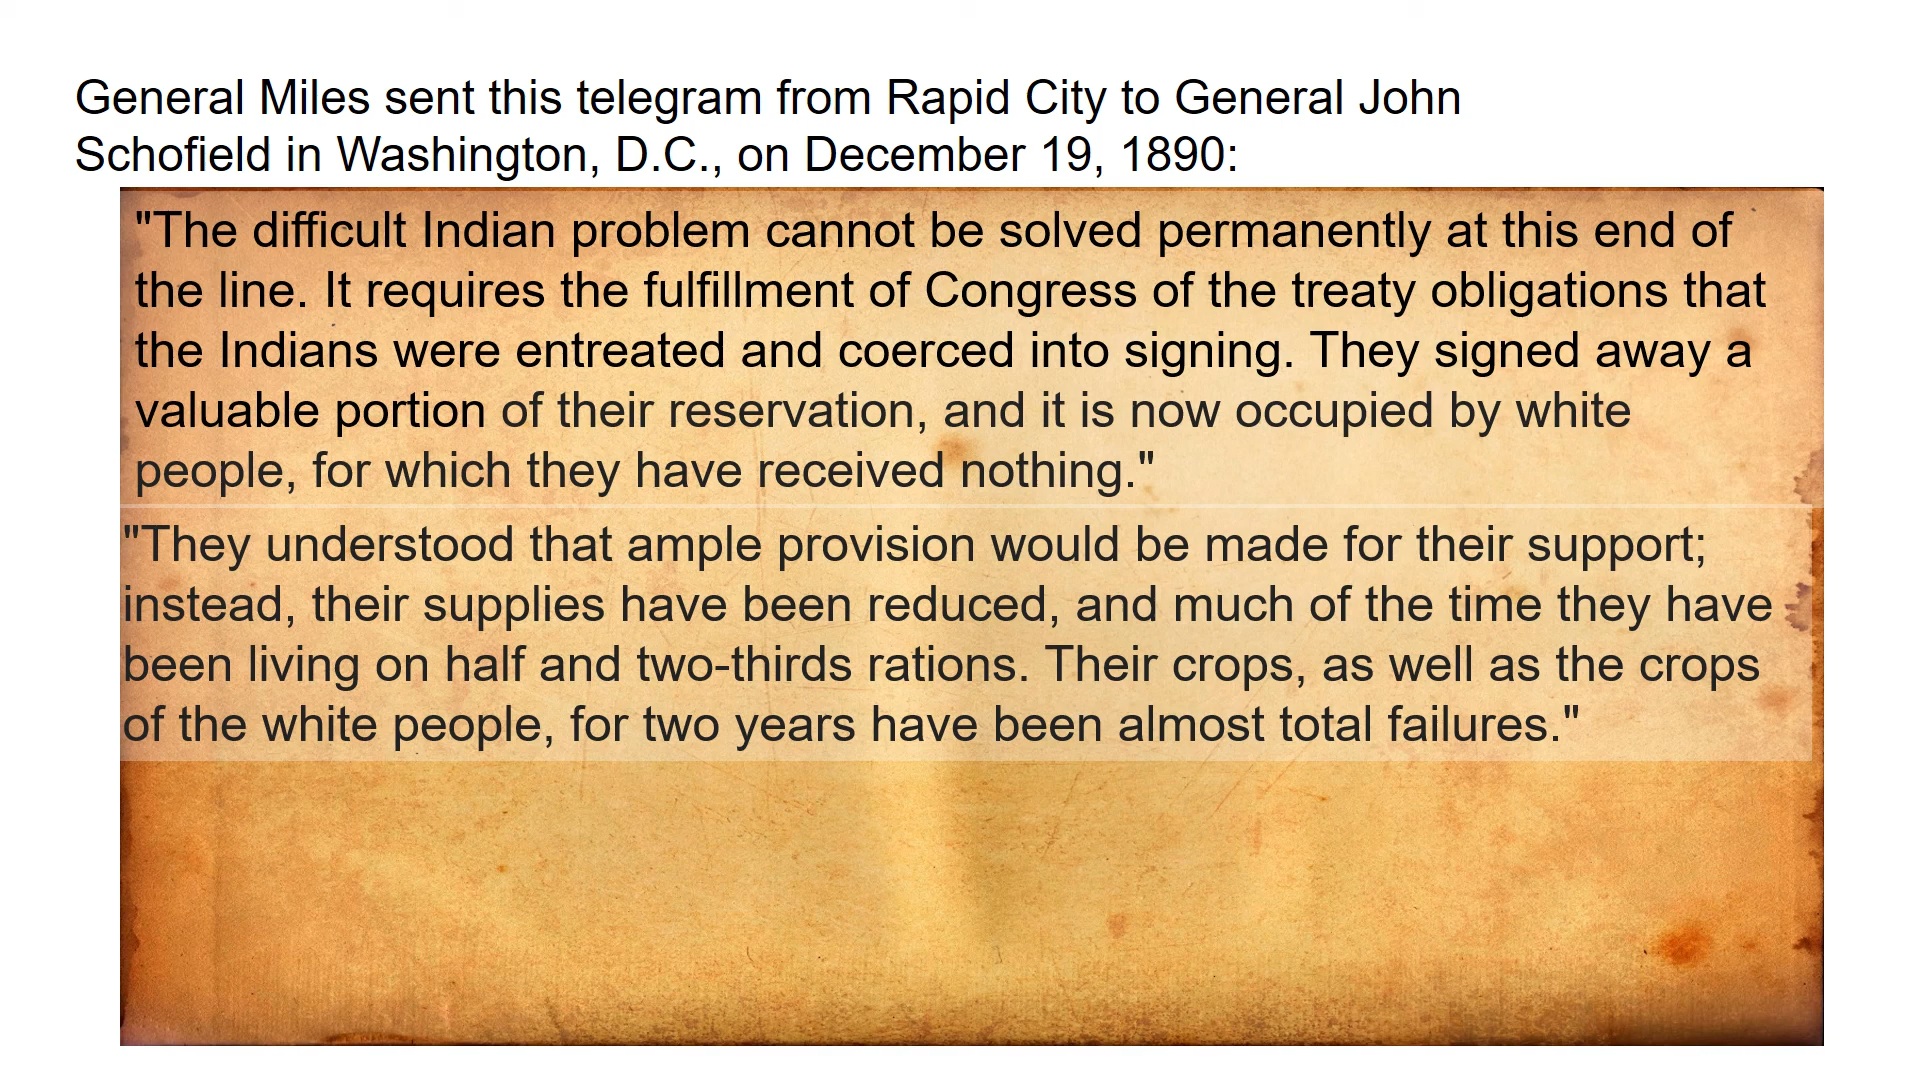 General Miles sent this telegram from Rapid City to General John
Schofield in Washington, D.C., on December 19, 1890:
"The difficult Indian problem cannot be solved permanently at this end of
the line. It requires the fulfillment of Congress of the treaty obligations that
the Indians were entreated and coerced into signing. They signed away a
valuable portion of their reservation, and it is now occupied by white
people, for which they have received nothing."
"They understood that ample provision would be made for their support;
instead, their supplies have been reduced, and much of the time they have
been living on half and two-thirds rations. Their crops, as well as the crops
of the white people, for two years have been almost total failures."